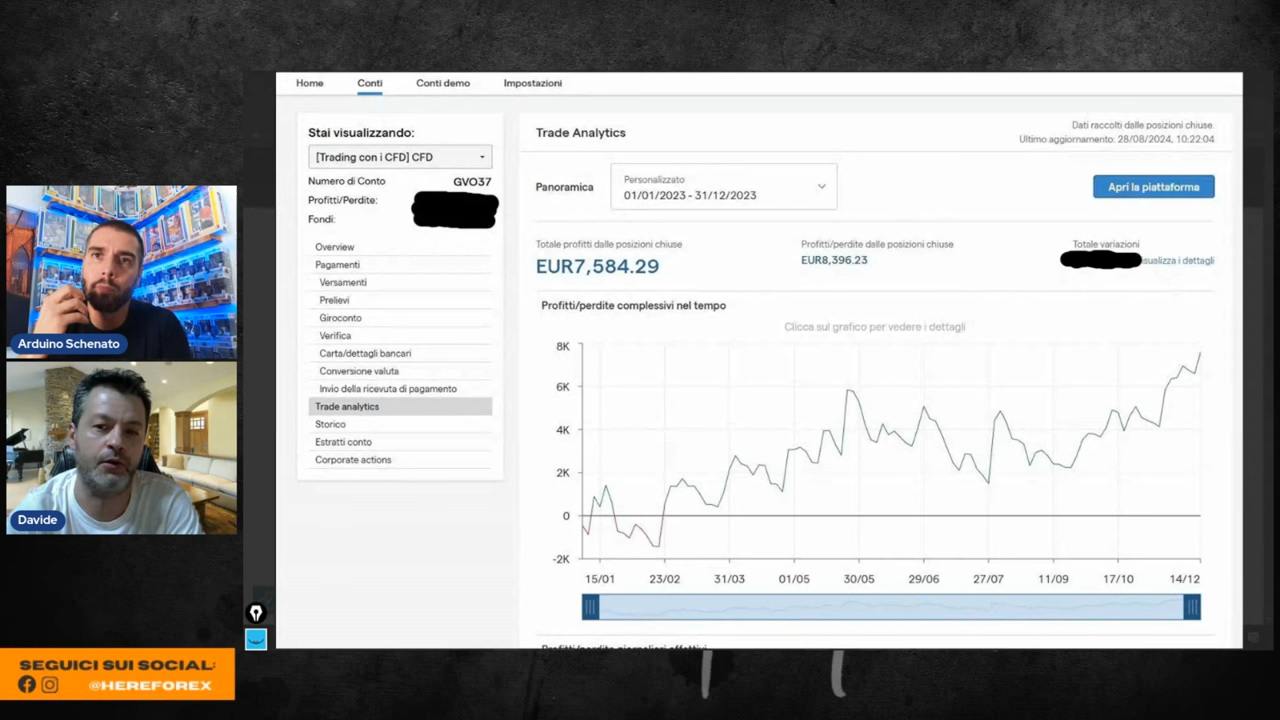 Home Conti Conti demo Impostazioni
Stai visualizzando:
[Trading con i CFD] CFD
Numero di Conto GVO37
Profitti/Perdite:
Fondi:
Overview
Pagamenti
Versamenti
Prelievi
Giroconto
Verifica
Carta/dettagli bancari
Conversione valuta
Invio della ricevuta di pagamento
Trade analytics
Storico
Estratti conto
Corporate actions
Trade Analytics
Dati raccolti dalle posizioni chiuse.
Ultimo aggiornamento: 28/08/2024, 10:22:04
Panoramica
Personalizzato
01/01/2023 - 31/12/2023
Apri la piattaforma
Totale profitti dalle posizioni chiuse
EUR7,584.29
Profitti/perdite dalle posizioni chiuse
EUR8,396.23
Totale variazioni
sualizza i dettagli
Profitti/perdite complessivi nel tempo
Clicca sul grafico per vedere i dettagli
8K
6K
4K
2K
0
-2K
15/01 23/02 31/03 01/05 30/05 29/06 27/07 11/09 17/10 14/12
Arduino Schenato
Davide
SEGUICI SUI SOCIAL:
@HEREFOREX